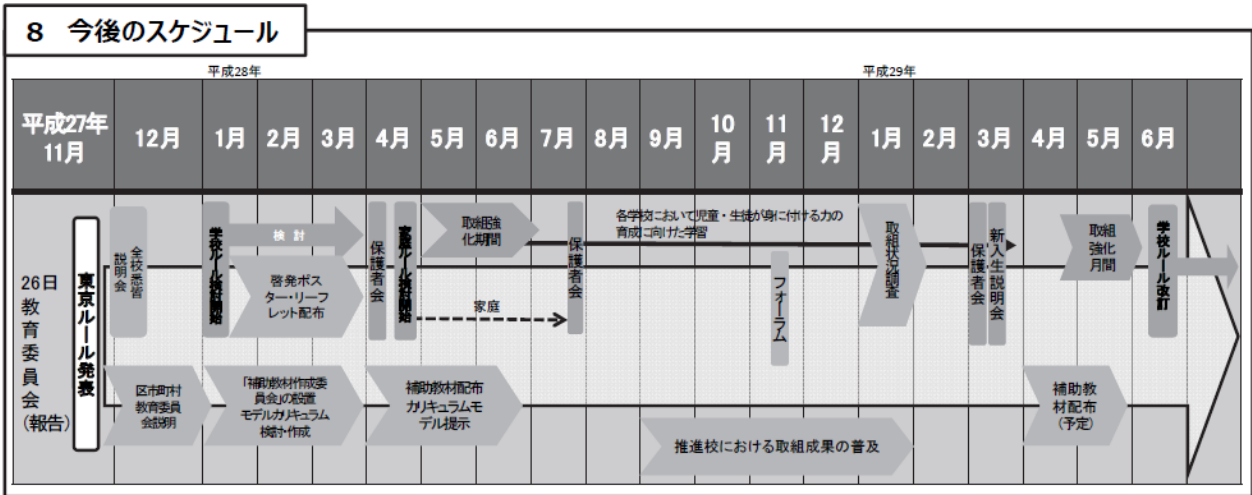 8 今後のスケジュール
平成28年
平成29年
平成27年
11月
12月
1月
2月
3月
4月
5月
6月
7月
8月
9月
10
月
11
月
12
月
1月
2月
3月
4月
5月
6月
26日
教
育
委
員
会
(報告)
東京ルール発表
全校悉皆
説明会
学校ルール検討開始
検 討
啓発ポス
ター・リーフ
レット配布
保護者会
家庭ルール検討開始
取組強
化期間
家庭
保護者会
各学校において児童・生徒が身に付ける力の
育成に向けた学習
フォーラム
取組状況調査
保護者会
新入生説明会
取組
強化
月間
学校ルール改訂
区市町村
教育委員
会説明
「補助教材作成委
員会」の設置
モデルカリキュラム
検討・作成
補助教材配布
カリキュラムモ
デル提示
推進校における取組成果の普及
補助教
材配布
(予定)